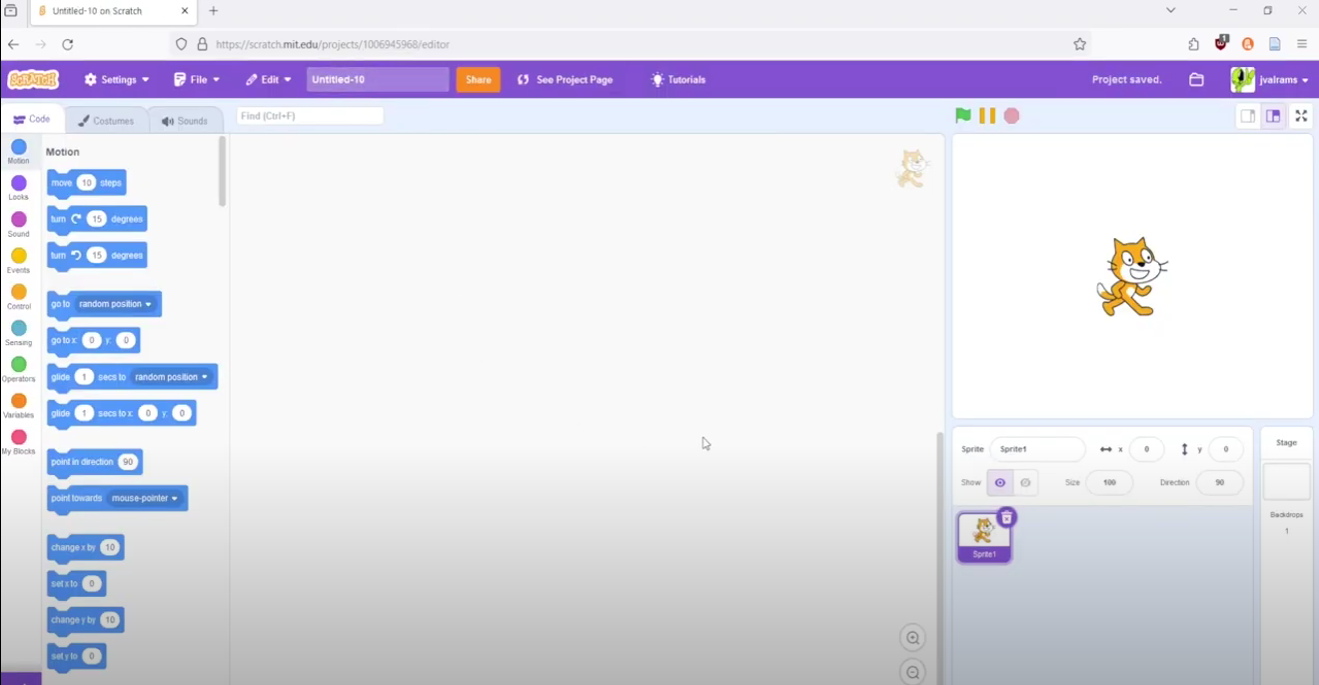 Untitled-10 on Scratch
https://scratch.mit.edu/projects/1006945968/editor
1
SCRATCH
Settings
File
Edit
Untitled-10
Share
See Project Page
Tutorials
Project saved.
jvalrams
Code
Costumes
Sounds
Find (Ctrl+F)
Motion
Looks
Sound
Events
Control
Sensing
Operators
Variables
My Blocks
Motion
move 10 steps
turn 15 degrees
turn 15 degrees
go to random position
go to x: 0 y: 0
glide 1 secs to random position
glide 1 secs to x: 0 y: 0
point in direction 90
point towards mouse-pointer
change x by 10
set x to 0
change y by 10
set y to 0
Sprite Sprite1 x 0 y 0
Show Size 100 Direction 90
Sprite1
Stage
Backdrops
1